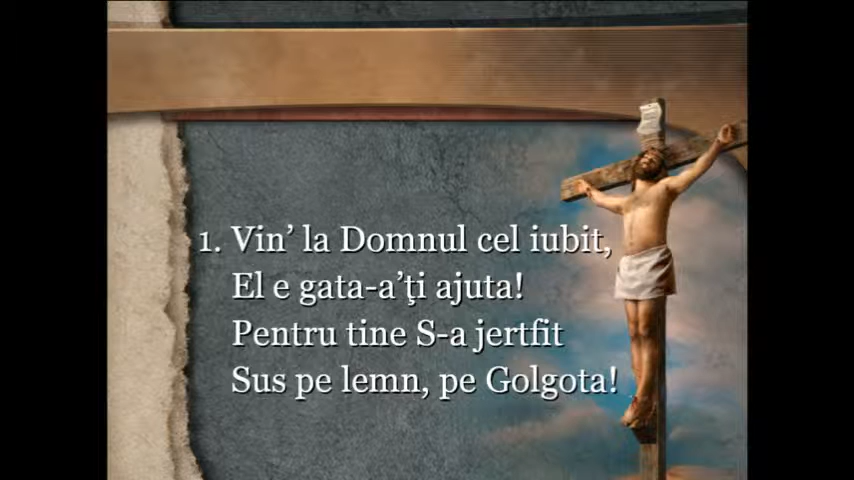 1. Vin’ la Domnul cel iubit,
El e gata-a’ţi ajuta!
Pentru tine S-a jertfit
Sus pe lemn, pe Golgota!